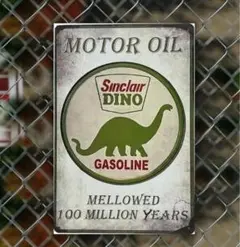 MOTOR OIL
Sinclair
DINO
GASOLINE
MELLOWED
100 MILLION YEARS